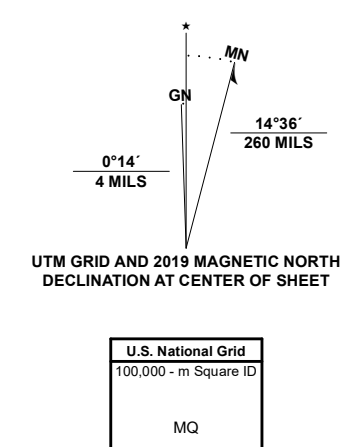 ★
MN
GN
14°36´
260 MILS
0°14´
4 MILS
UTM GRID AND 2019 MAGNETIC NORTH
DECLINATION AT CENTER OF SHEET
U.S. National Grid
100,000 - m Square ID
MQ